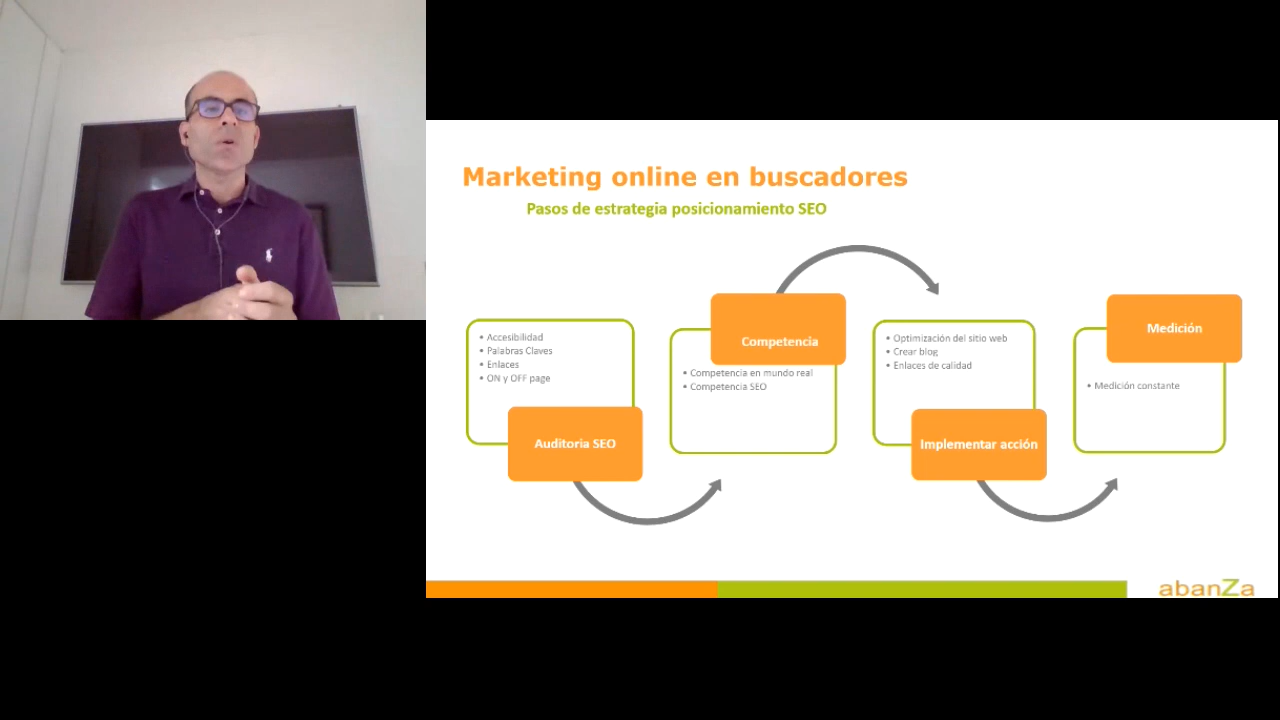 Marketing online en buscadores
Pasos de estrategia posicionamiento SEO
• Accesibilidad
• Palabras Claves
• Enlaces
• ON y OFF page
Auditoria SEO
Competencia
• Competencia en mundo real
• Competencia SEO
• Optimización del sitio web
• Crear blog
• Enlaces de calidad
Implementar acción
Medición
• Medición constante
abanZa